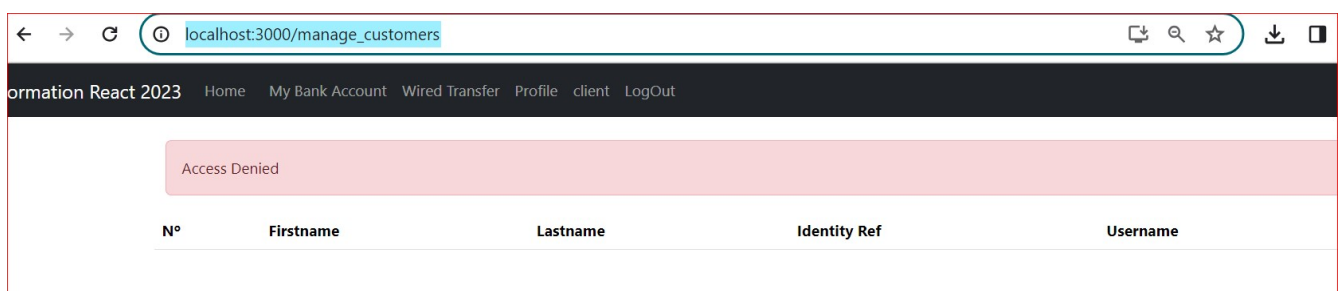 localhost:3000/manage_customers
ormation React 2023 Home My Bank Account Wired Transfer Profile client LogOut
Access Denied
N° Firstname Lastname Identity Ref Username